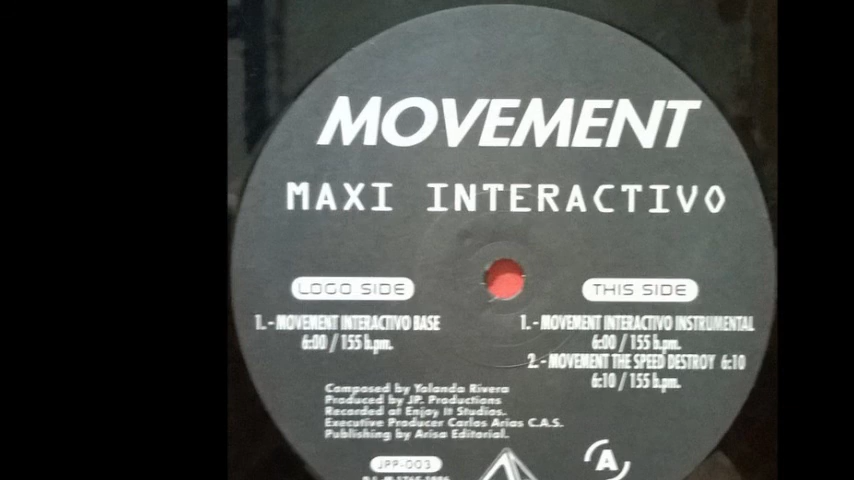 MOVEMENT
MAXI INTERACTIVO
LOGO SIDE
1.- MOVEMENT INTERACTIVO BASE
6:00 / 155 b.p.m.
THIS SIDE
1.- MOVEMENT INTERACTIVO INSTRUMENTAL
6:00 / 155 b.p.m.
2.- MOVEMENT THE SPEED DESTROY 6:10
6:10 / 155 b.p.m.
Composed by Yolanda Rivera
Produced by JP. Productions
Recorded at Enjoy It Studios.
Executive Producer Carlos Arias C.A.S.
Publishing by Arisa Editorial.
JPP-003
A